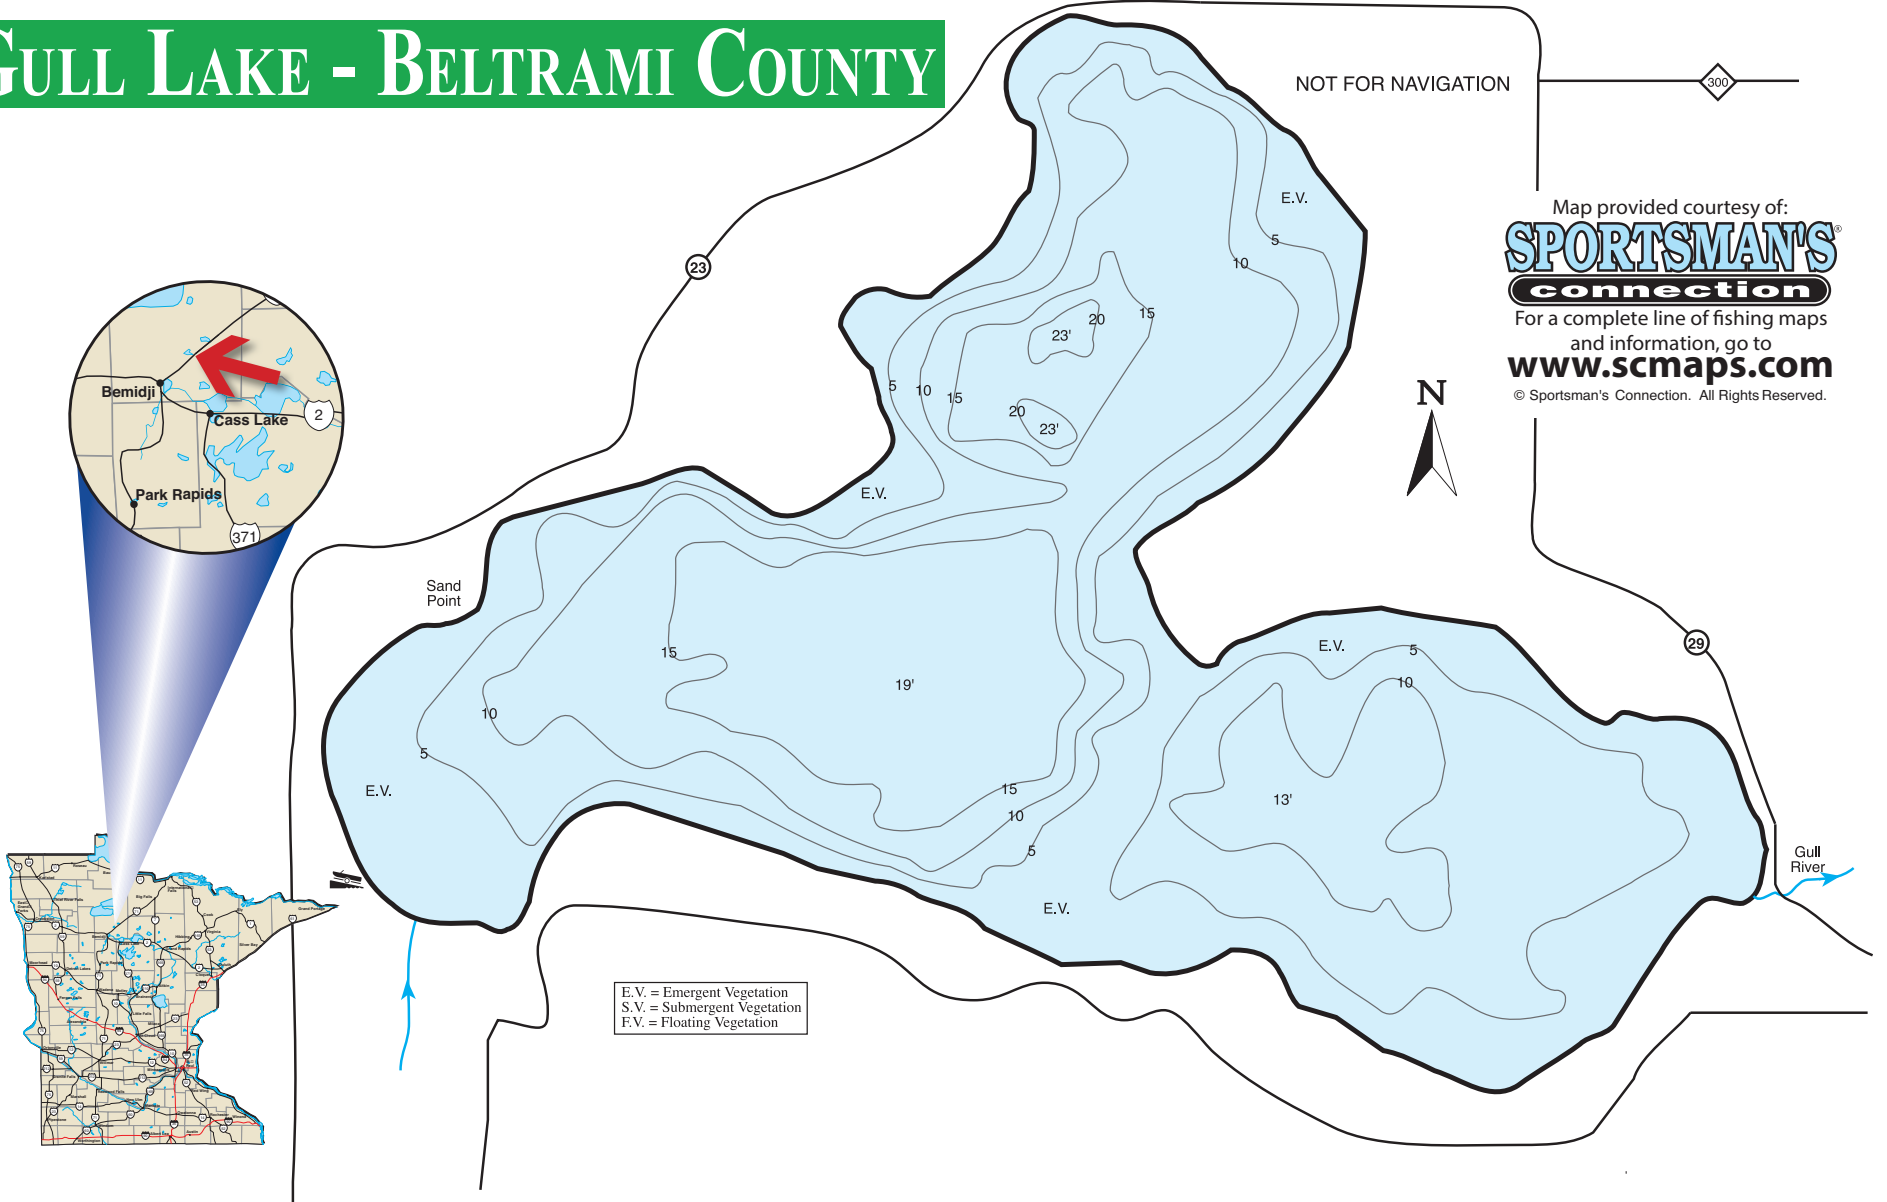 GULL LAKE - BELTRAMI COUNTY
NOT FOR NAVIGATION
300
Map provided courtesy of:
SPORTSMAN'S®
connection
For a complete line of fishing maps
and information, go to
www.scmaps.com
© Sportsman's Connection. All Rights Reserved.
N
23
29
E.V.
5
10
15
20
23'
5
10
15
20
23'
E.V.
Sand
Point
15
19'
10
5
E.V.
15
10
5
E.V.
E.V.
5
10
13'
Gull
River
Bemidji
Cass Lake
2
Park Rapids
371
E.V. = Emergent Vegetation
S.V. = Submergent Vegetation
F.V. = Floating Vegetation